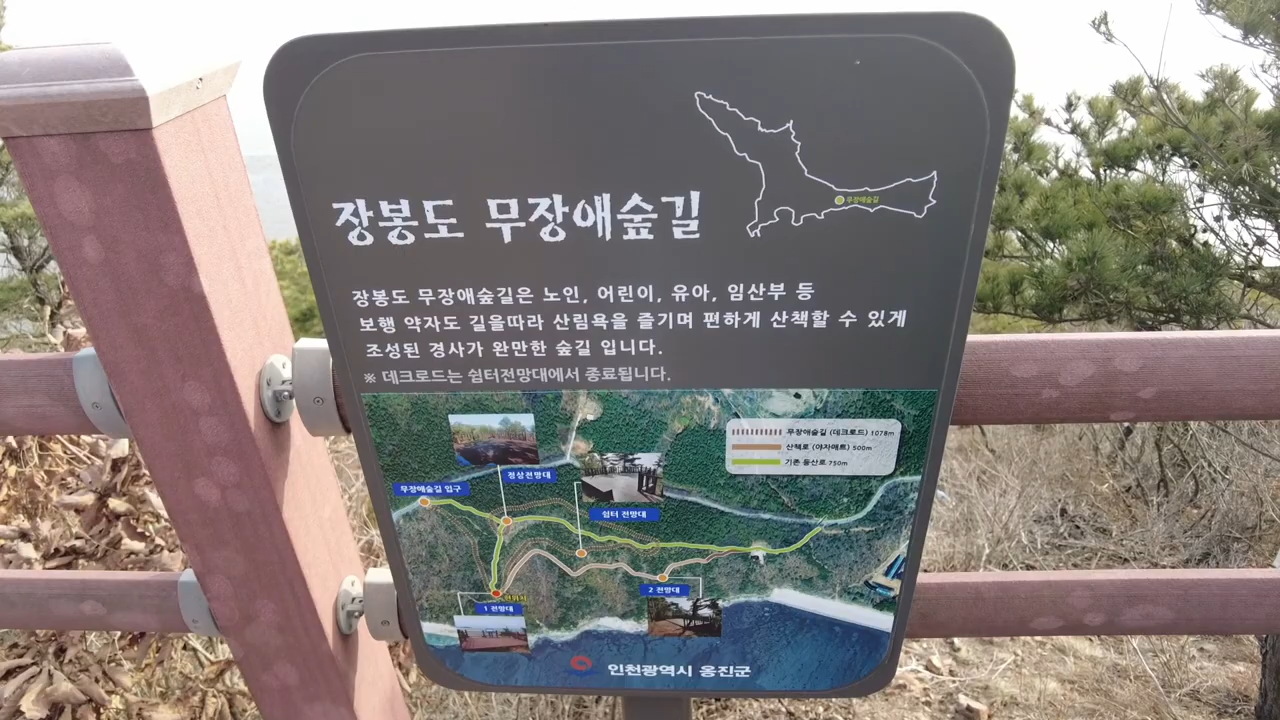 무장애숲길
장봉도 무장애숲길
장봉도 무장애숲길은 노인, 어린이, 유아, 임산부 등
보행 약자도 길을따라 산림욕을 즐기며 편하게 산책할 수 있게
조성된 경사가 완만한 숲길 입니다.
※ 데크로드는 쉼터전망대에서 종료됩니다.
무장애숲길 (데크로드) 1078m
산책로 (야자매트) 500m
기존 등산로 750m
정상전망대
무장애숲길 입구
쉼터 전망대
현위치
2 전망대
1 전망대
인천광역시 옹진군